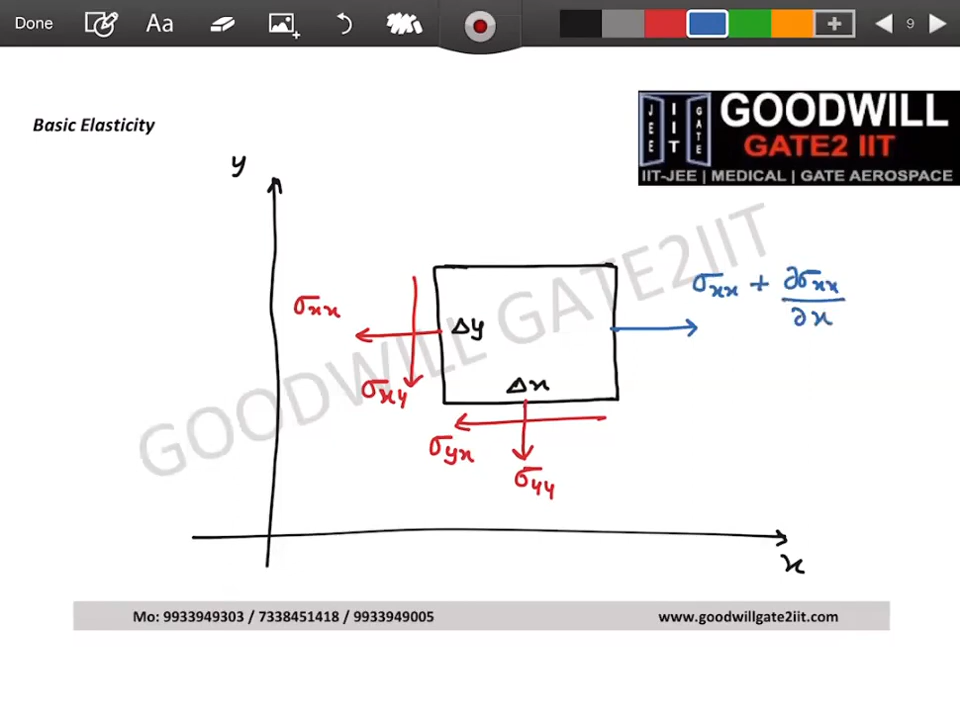 Done Aa + 9
JEE IIT GATE
GOODWILL
GATE2 IIT
IIT-JEE | MEDICAL | GATE AEROSPACE
Basic Elasticity
y
GOODWILL GATE2IIT
σxx + ∂σxx/∂x
σxx
Δy
Δx
σxy
σyx
σyy
x
Mo: 9933949303 / 7338451418 / 9933949005
www.goodwillgate2iit.com